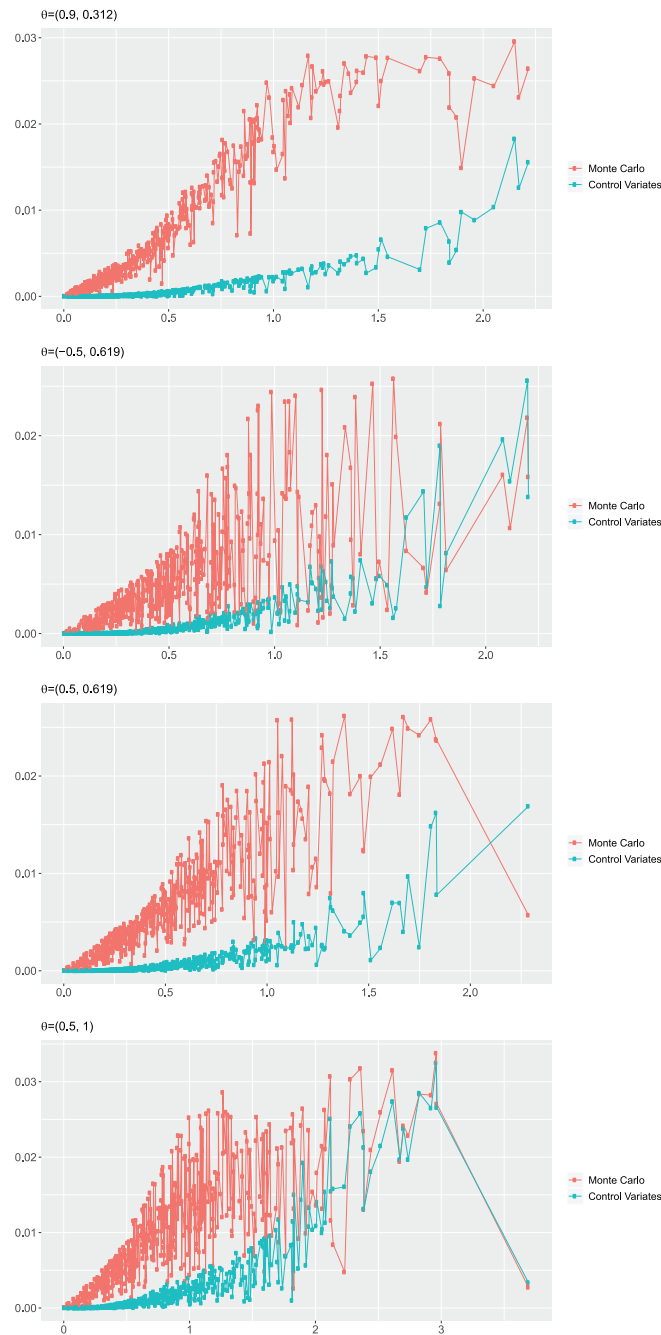 θ=(0.9, 0.312)
0.03
0.02
0.01
0.00
0.0 0.5 1.0 1.5 2.0
Monte Carlo
Control Variates
θ=(−0.5, 0.619)
0.02
0.01
0.00
0.0 0.5 1.0 1.5 2.0
Monte Carlo
Control Variates
θ=(0.5, 0.619)
0.02
0.01
0.00
0.0 0.5 1.0 1.5 2.0
Monte Carlo
Control Variates
θ=(0.5, 1)
0.03
0.02
0.01
0.00
0 1 2 3
Monte Carlo
Control Variates